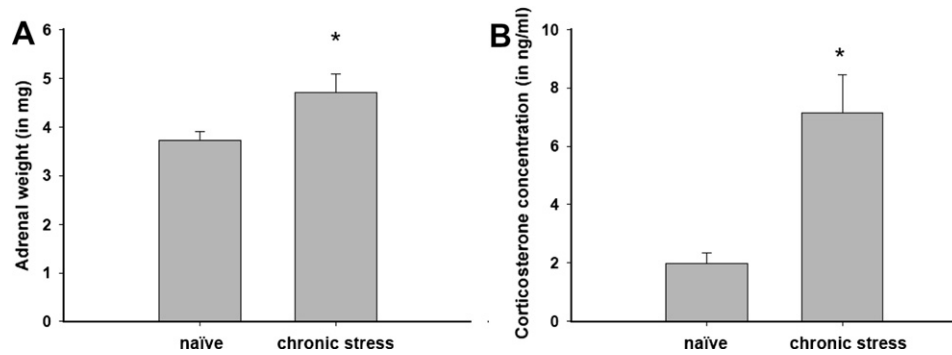 A
Adrenal weight (in mg)
6
5
4
3
2
1
0
*
naïve
chronic stress
B
Corticosterone concentration (in ng/ml)
10
8
6
4
2
0
*
naïve
chronic stress